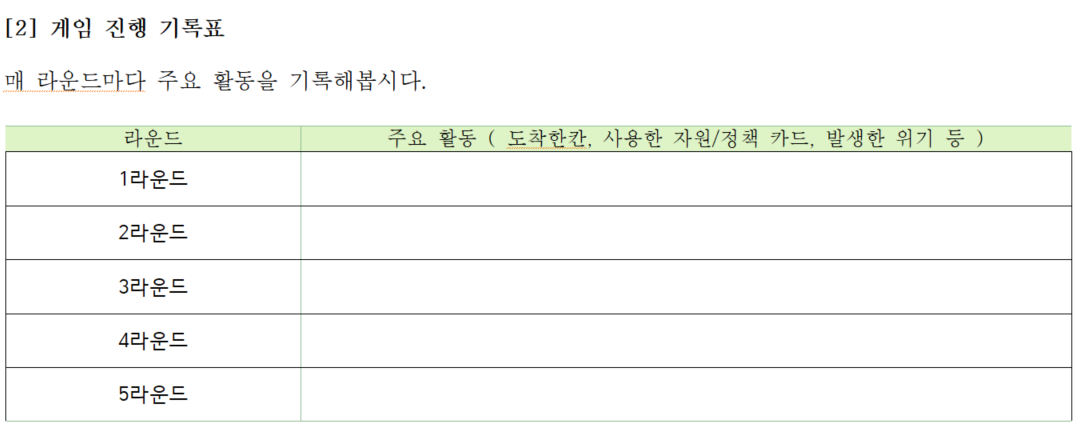 [2] 게임 진행 기록표
매 라운드마다 주요 활동을 기록해봅시다.
라운드 주요 활동 ( 도착한칸, 사용한 자원/정책 카드, 발생한 위기 등 )
1라운드
2라운드
3라운드
4라운드
5라운드